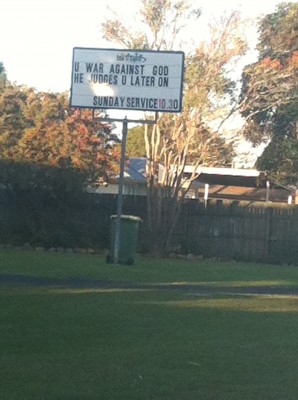 U WAR AGAINST GOD
HE JUDGES U LATER ON
SUNDAY SERVICE 10.30